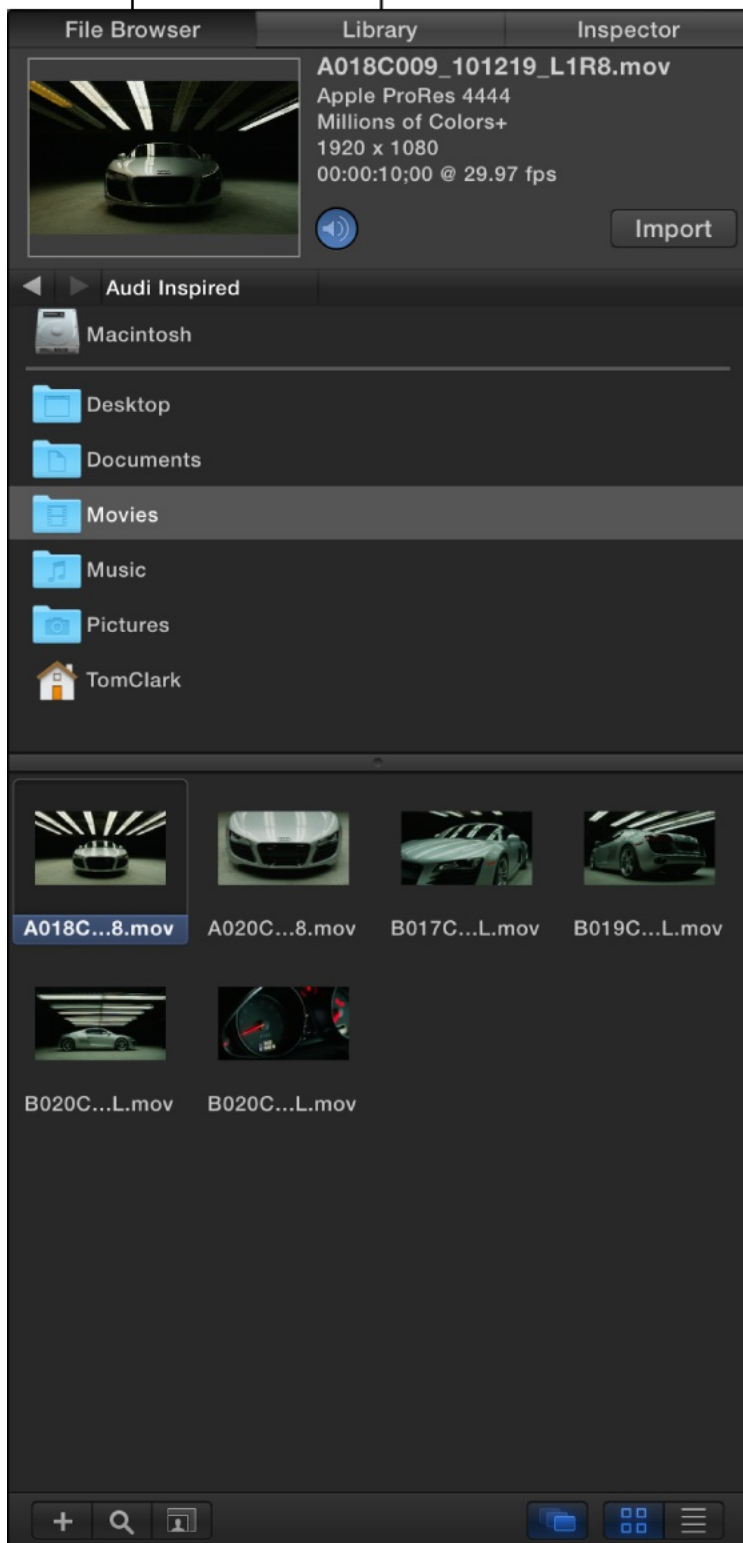 File Browser
Library
Inspector
A018C009_101219_L1R8.mov
Apple ProRes 4444
Millions of Colors+
1920 x 1080
00:00:10;00 @ 29.97 fps
Import
Audi Inspired
Macintosh
Desktop
Documents
Movies
Music
Pictures
TomClark
A018C...8.mov
A020C...8.mov
B017C...L.mov
B019C...L.mov
B020C...L.mov
B020C...L.mov